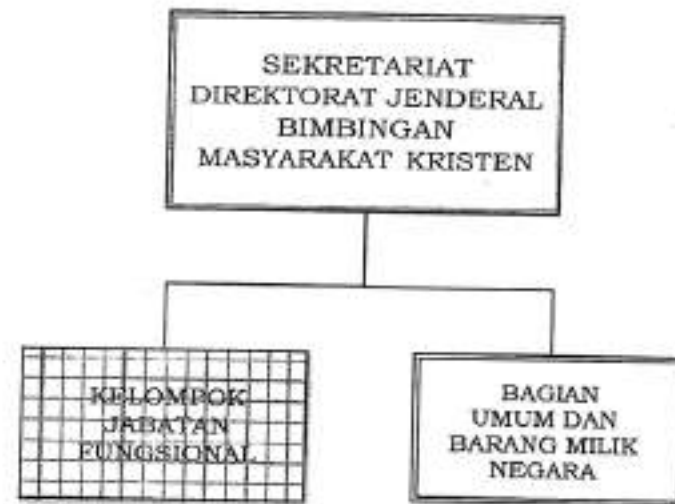 SEKRETARIAT
DIREKTORAT JENDERAL
BIMBINGAN
MASYARAKAT KRISTEN
KELOMPOK
JABATAN
FUNGSIONAL
BAGIAN
UMUM DAN
BARANG MILIK
NEGARA